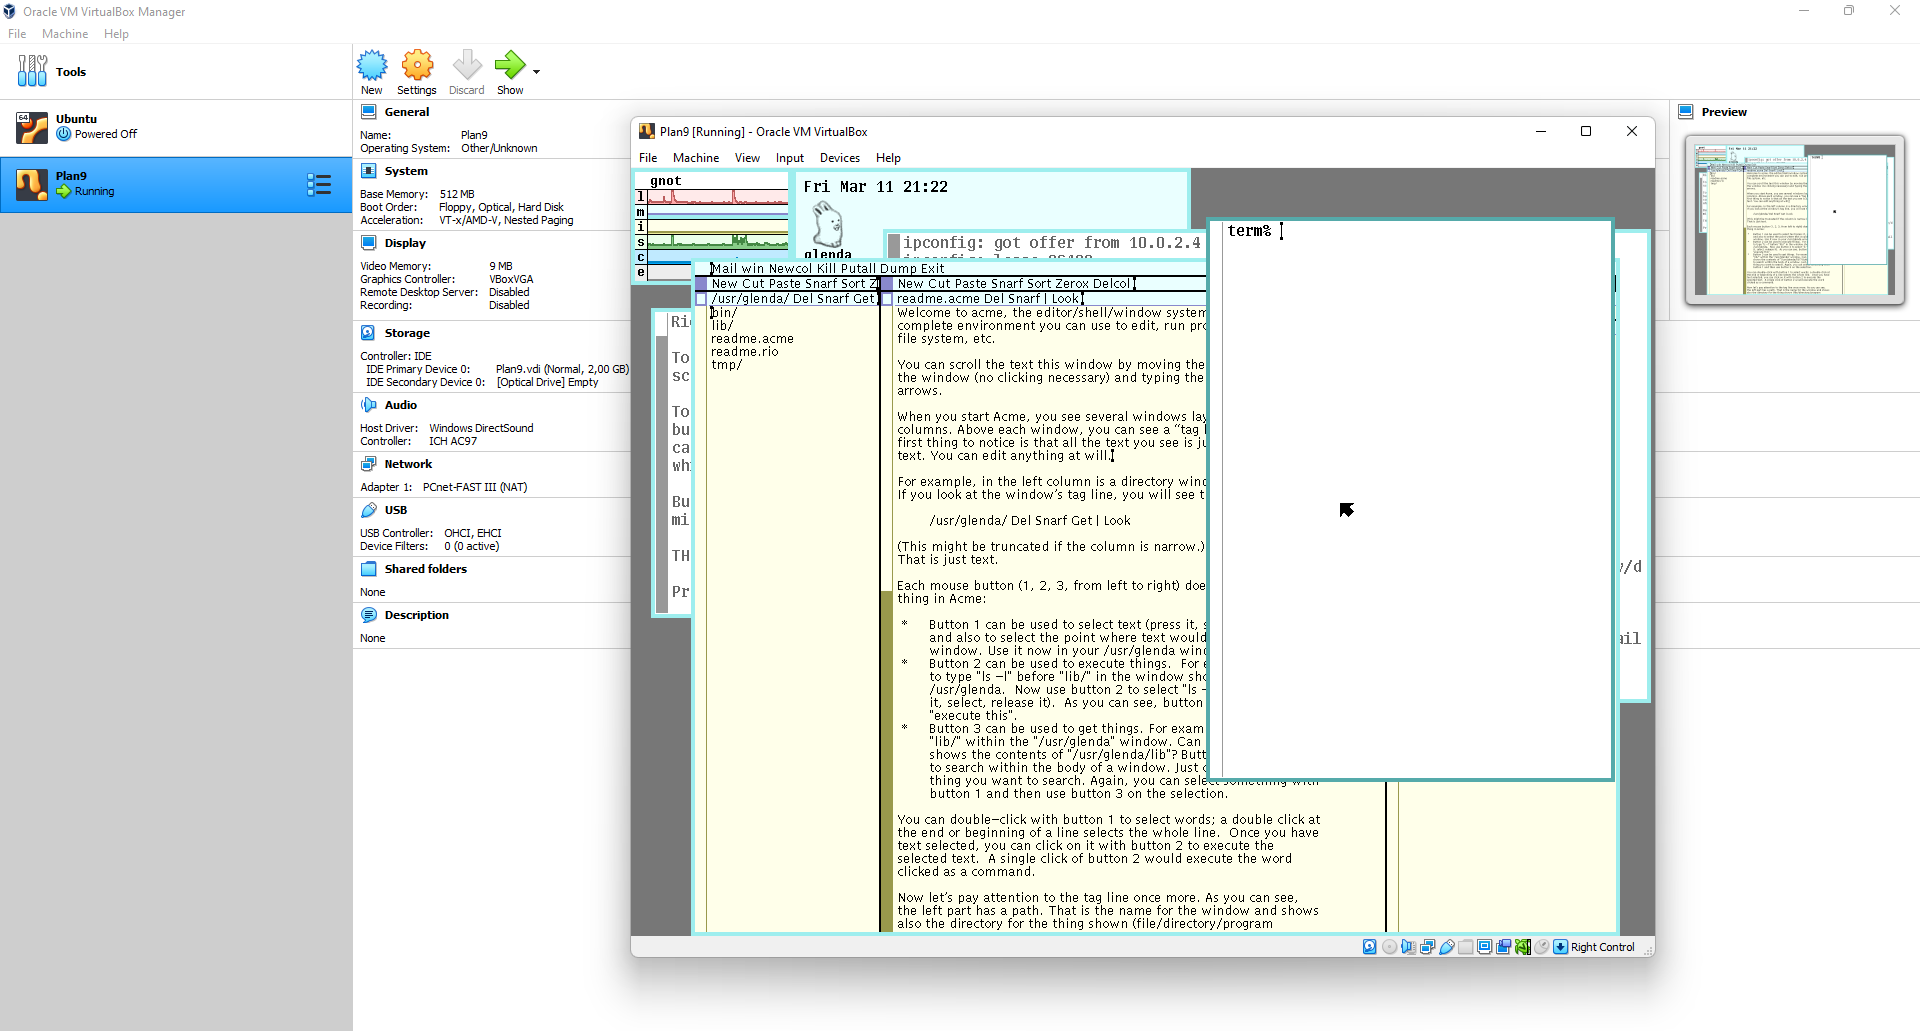 Oracle VM VirtualBox Manager
File Machine Help
Tools
New Settings Discard Show
64
Ubuntu
Powered Off
Plan9
Running
General
Name: Plan9
Operating System: Other/Unknown
System
Base Memory: 512 MB
Boot Order: Floppy, Optical, Hard Disk
Acceleration: VT-x/AMD-V, Nested Paging
Display
Video Memory: 9 MB
Graphics Controller: VBoxVGA
Remote Desktop Server: Disabled
Recording: Disabled
Storage
Controller: IDE
IDE Primary Device 0: Plan9.vdi (Normal, 2,00 GB)
IDE Secondary Device 0: [Optical Drive] Empty
Audio
Host Driver: Windows DirectSound
Controller: ICH AC97
Network
Adapter 1: PCnet-FAST III (NAT)
USB
USB Controller: OHCI, EHCI
Device Filters: 0 (0 active)
Shared folders
None
Description
None
Preview
Plan9 [Running] - Oracle VM VirtualBox
File Machine View Input Devices Help
gnot
l
m
i
s
c
e
Fri Mar 11 21:22
glenda
ipconfig: got offer from 10.0.2.4
Ri
To
sc
To
bu
ca
wh
Bu
mi
TH
Pr
Mail win Newcol Kill Putall Dump Exit
New Cut Paste Snarf Sort Z
/usr/glenda/ Del Snarf Get
bin/
lib/
readme.acme
readme.rio
tmp/
New Cut Paste Snarf Sort Zerox Delcol
readme.acme Del Snarf | Look
Welcome to acme, the editor/shell/window system
complete environment you can use to edit, run pro
file system, etc.
You can scroll the text this window by moving the
the window (no clicking necessary) and typing the
arrows.
When you start Acme, you see several windows lay
columns. Above each window, you can see a "tag l
first thing to notice is that all the text you see is ju
text. You can edit anything at will.
For example, in the left column is a directory wind
If you look at the window's tag line, you will see t
/usr/glenda/ Del Snarf Get | Look
(This might be truncated if the column is narrow.)
That is just text.
Each mouse button (1, 2, 3, from left to right) doe
thing in Acme:
* Button 1 can be used to select text (press it, s
and also to select the point where text would
window. Use it now in your /usr/glenda wind
* Button 2 can be used to execute things. For e
to type "ls -l" before "lib/" in the window sho
/usr/glenda. Now use button 2 to select "ls -
it, select, release it). As you can see, button
"execute this".
* Button 3 can be used to get things. For exam
"lib/" within the "/usr/glenda" window. Can
shows the contents of "/usr/glenda/lib"? Butt
to search within the body of a window. Just c
thing you want to search. Again, you can select something with
button 1 and then use button 3 on the selection.
You can double-click with button 1 to select words; a double click at
the end or beginning of a line selects the whole line. Once you have
text selected, you can click on it with button 2 to execute the
selected text. A single click of button 2 would execute the word
clicked as a command.
Now let's pay attention to the tag line once more. As you can see,
the left part has a path. That is the name for the window and shows
also the directory for the thing shown (file/directory/program
term%
/d
ail
Right Control